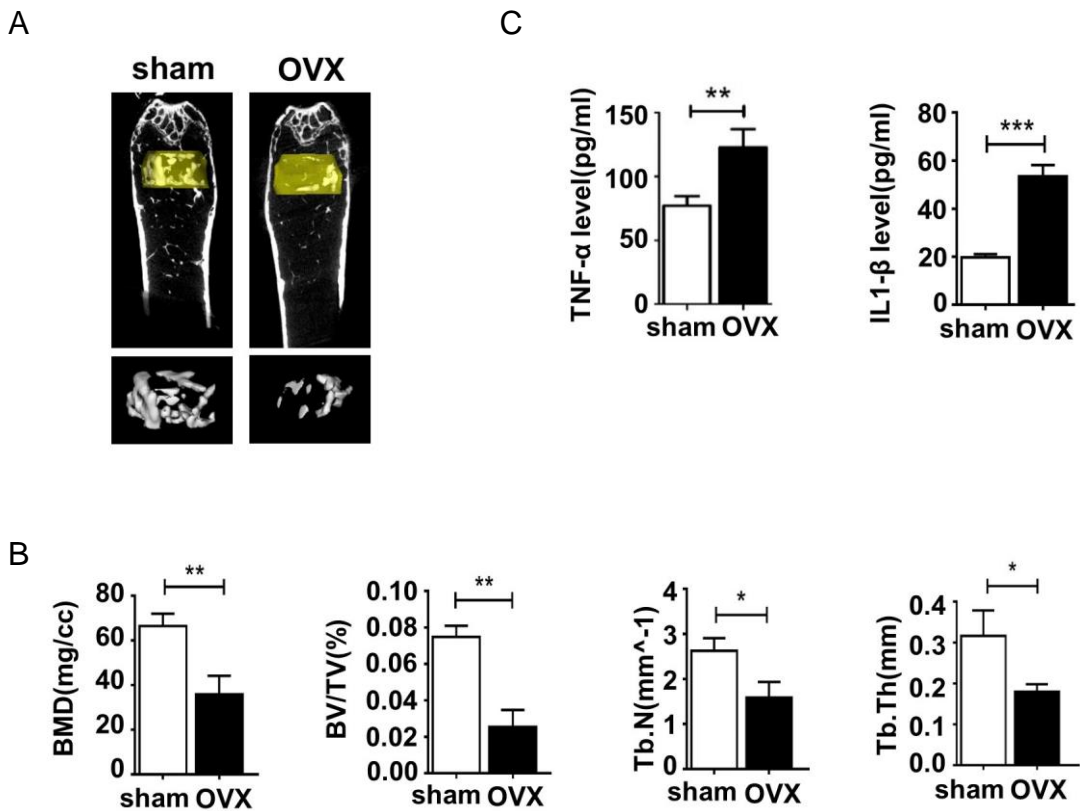 A
sham OVX
C
TNF-α level(pg/ml)
150
100
50
0
**
sham OVX
IL1-β level(pg/ml)
80
60
40
20
0
***
sham OVX
B
BMD(mg/cc)
80
60
40
20
0
**
sham OVX
BV/TV(%)
0.10
0.08
0.06
0.04
0.02
0.00
**
sham OVX
Tb.N(mm^-1)
4
3
2
1
0
*
sham OVX
Tb.Th(mm)
0.4
0.3
0.2
0.1
0.0
*
sham OVX